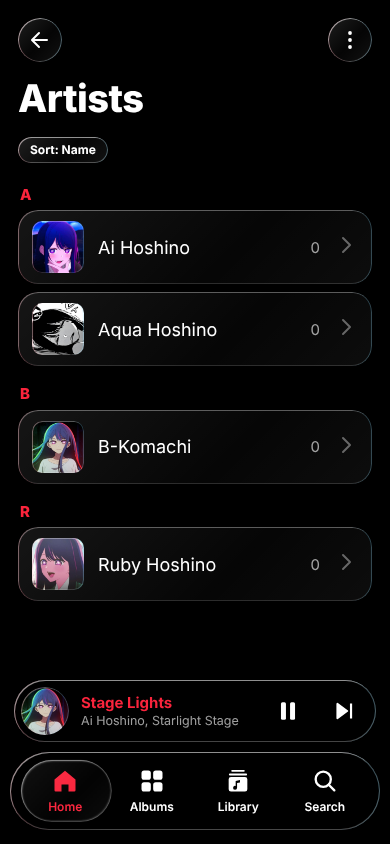 Artists
Sort: Name
A
Ai Hoshino 0
Aqua Hoshino 0
B
B-Komachi 0
R
Ruby Hoshino 0
Stage Lights
Ai Hoshino, Starlight Stage
Home Albums Library Search